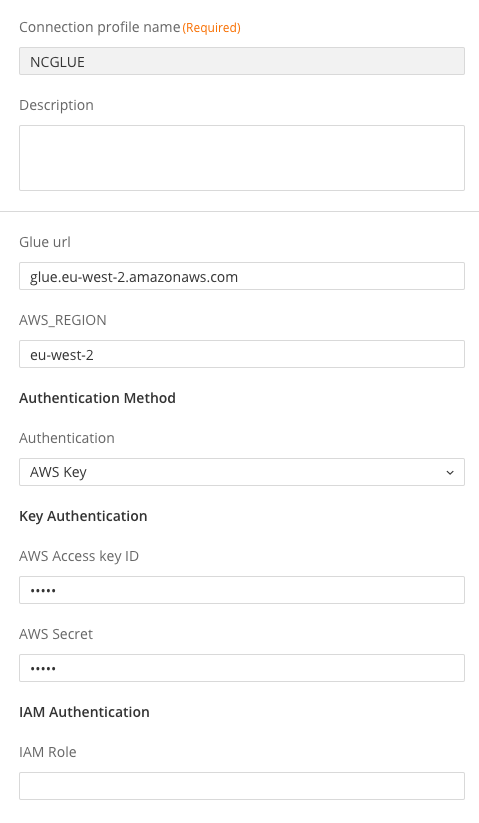 Connection profile name (Required)
NCGLUE
Description
Glue url
glue.eu-west-2.amazonaws.com
AWS_REGION
eu-west-2
Authentication Method
Authentication
AWS Key
Key Authentication
AWS Access key ID
•••••
AWS Secret
•••••
IAM Authentication
IAM Role